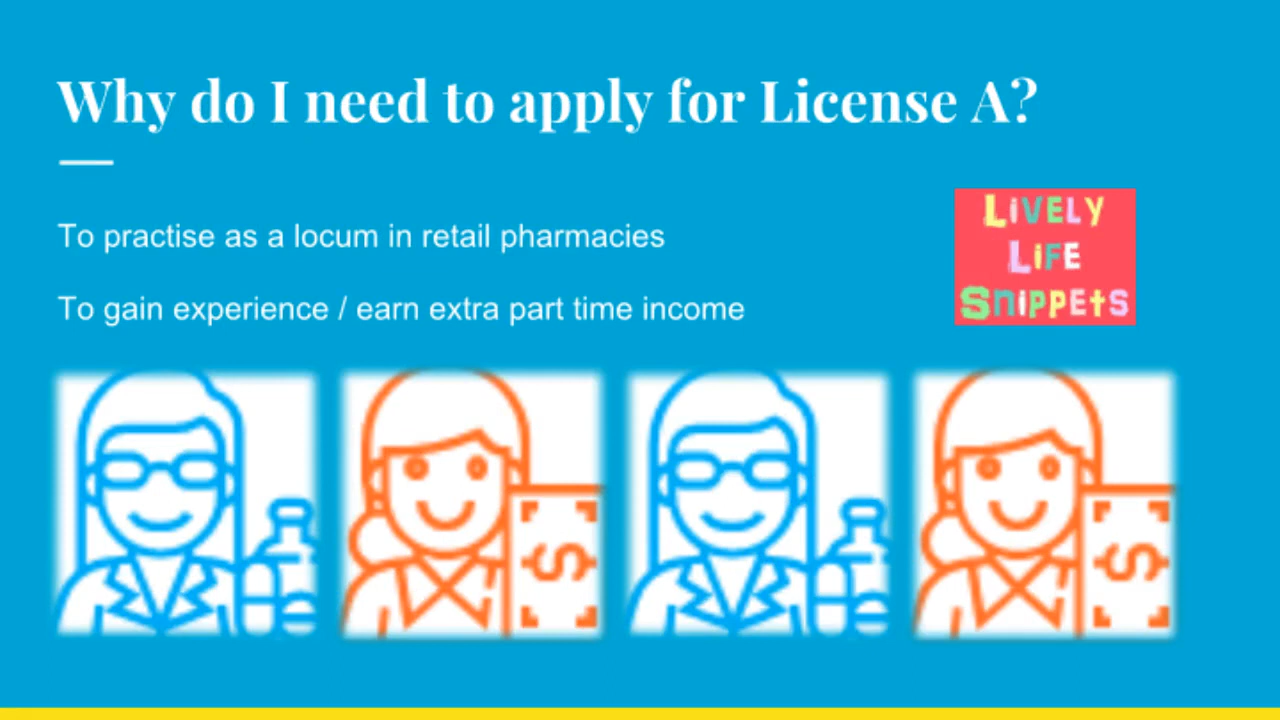 Why do I need to apply for License A?
To practise as a locum in retail pharmacies
To gain experience / earn extra part time income
LiVELY
LiFE
SnippEts
$
$